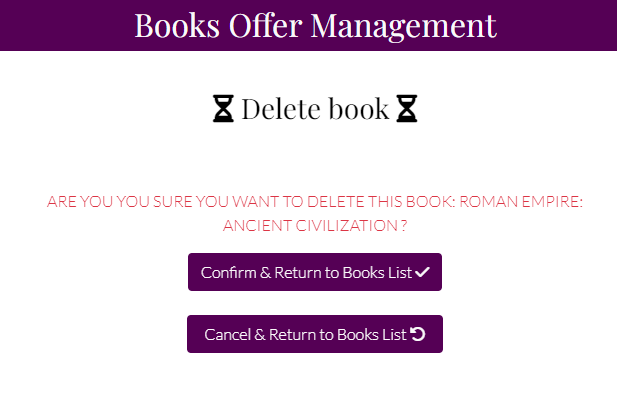 Books Offer Management
Delete book
ARE YOU YOU SURE YOU WANT TO DELETE THIS BOOK: ROMAN EMPIRE:
ANCIENT CIVILIZATION ?
Confirm & Return to Books List
Cancel & Return to Books List